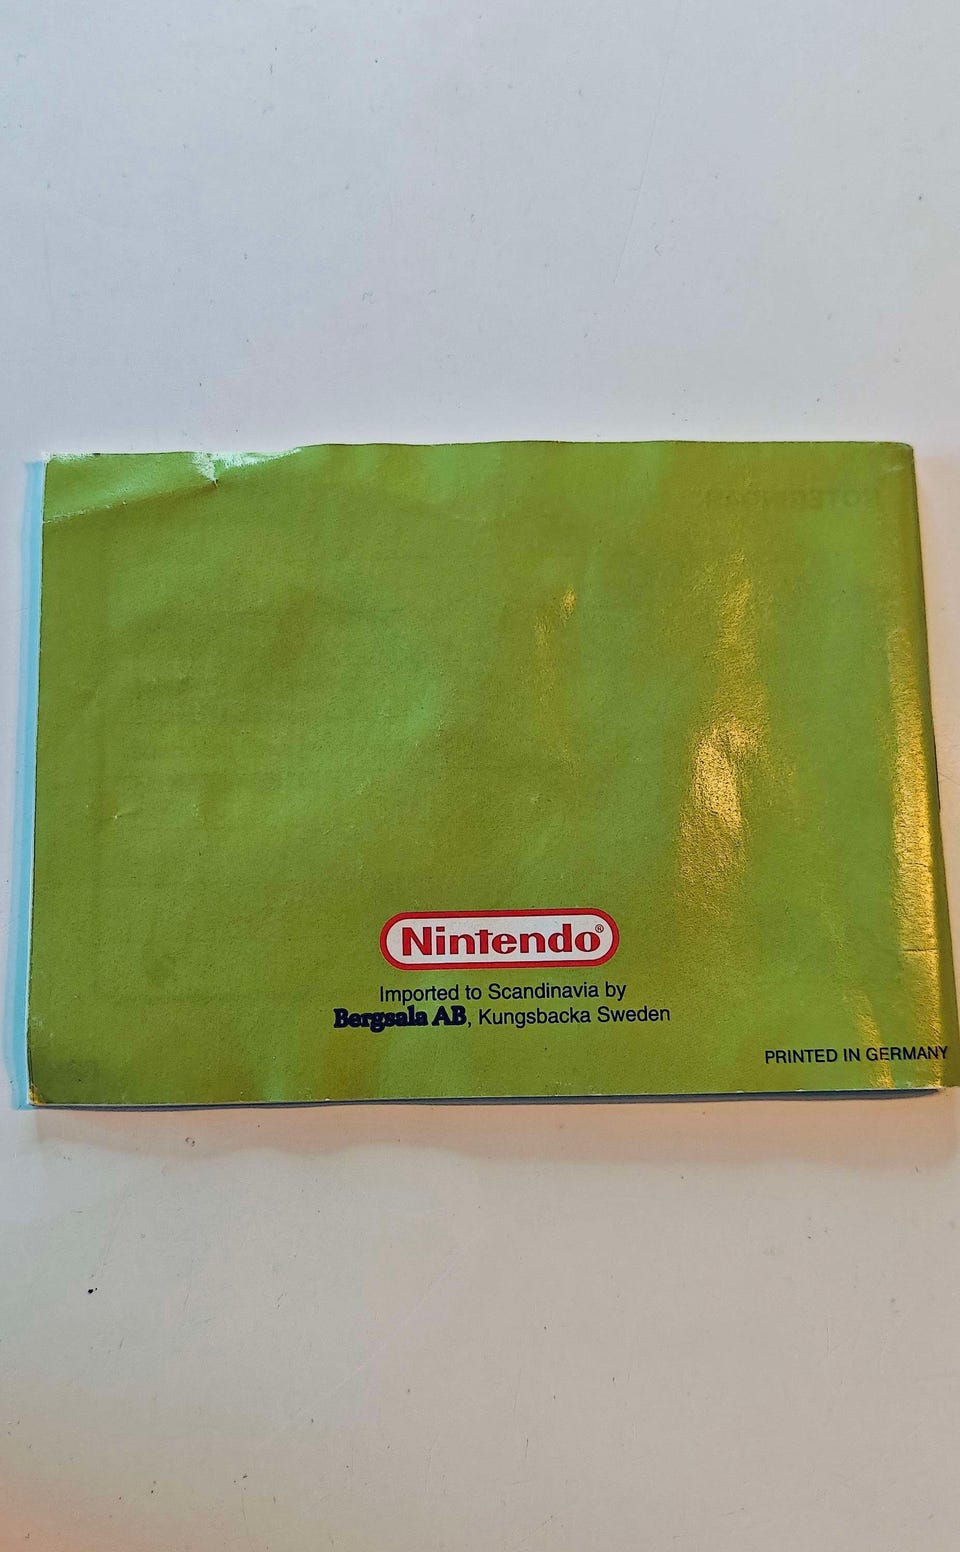 Nintendo®
Imported to Scandinavia by
Bergsala AB, Kungsbacka Sweden
PRINTED IN GERMANY